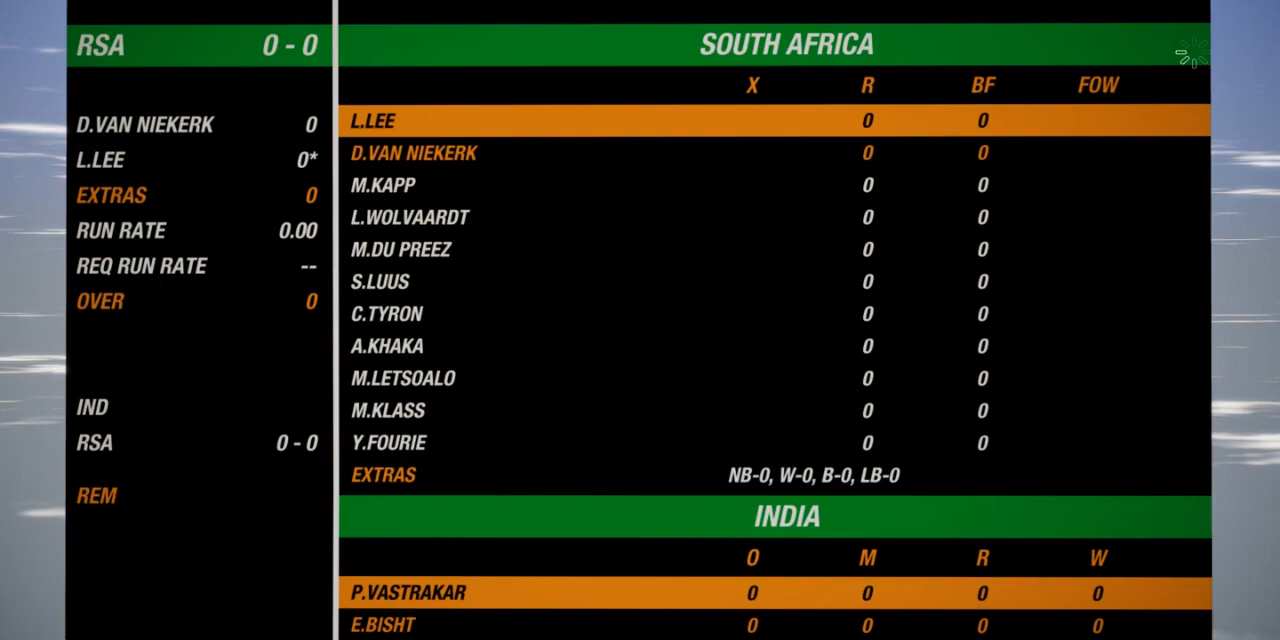 RSA 0 - 0
D.VAN NIEKERK 0
L.LEE 0*
EXTRAS 0
RUN RATE 0.00
REQ RUN RATE --
OVER 0
IND
RSA 0 - 0
REM
SOUTH AFRICA
X R BF FOW
L.LEE 0 0
D.VAN NIEKERK 0 0
M.KAPP 0 0
L.WOLVAARDT 0 0
M.DU PREEZ 0 0
S.LUUS 0 0
C.TYRON 0 0
A.KHAKA 0 0
M.LETSOALO 0 0
M.KLASS 0 0
Y.FOURIE 0 0
EXTRAS NB-0, W-0, B-0, LB-0
INDIA
O M R W
P.VASTRAKAR 0 0 0 0
E.BISHT 0 0 0 0